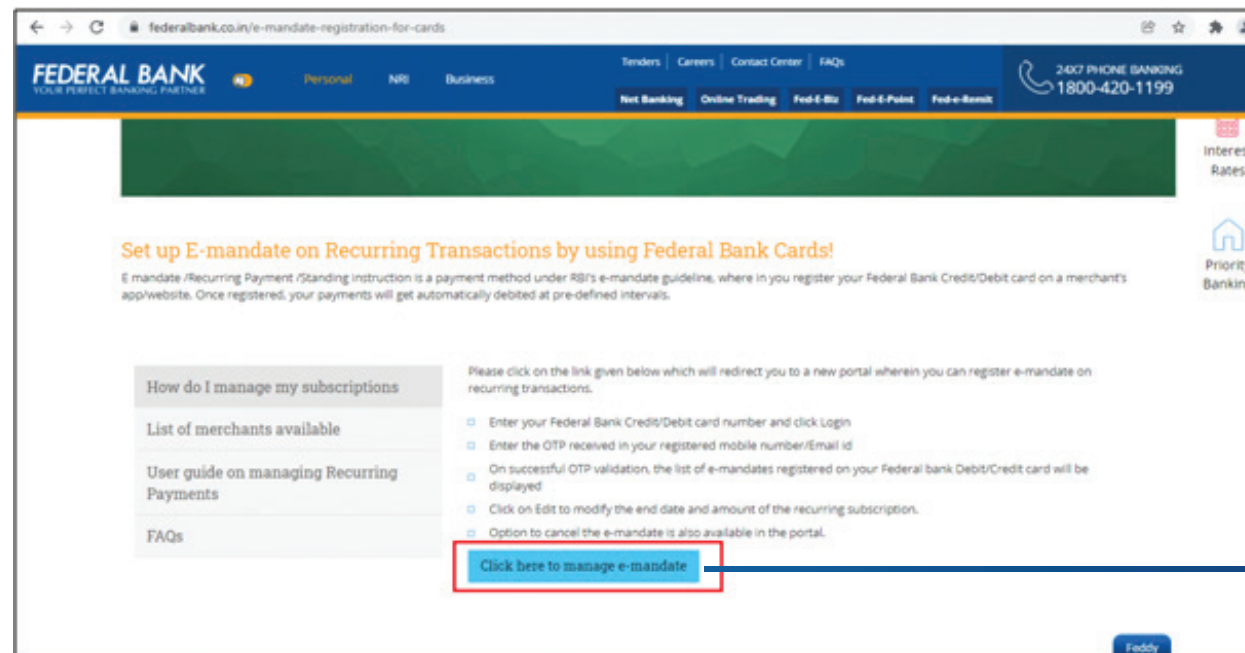 federalbank.co.in/e-mandate-registration-for-cards
FEDERAL BANK
YOUR PERFECT BANKING PARTNER
Personal NRI Business
Tenders Careers Contact Center FAQs
Net Banking Online Trading Fed-E-Biz Fed-E-Point Fed-e-Remit
24X7 PHONE BANKING
1800-420-1199
Interes
Rates
Priority
Bankin
Set up E-mandate on Recurring Transactions by using Federal Bank Cards!
E mandate /Recurring Payment /Standing instruction is a payment method under RBI's e-mandate guideline, where in you register your Federal Bank Credit/Debit card on a merchant's
app/website. Once registered, your payments will get automatically debited at pre-defined intervals.
How do I manage my subscriptions
List of merchants available
User guide on managing Recurring
Payments
FAQs
Please click on the link given below which will redirect you to a new portal wherein you can register e-mandate on
recurring transactions.
Enter your Federal Bank Credit/Debit card number and click Login
Enter the OTP received in your registered mobile number/Email id
On successful OTP validation, the list of e-mandates registered on your Federal bank Debit/Credit card will be
displayed
Click on Edit to modify the end date and amount of the recurring subscription.
Option to cancel the e-mandate is also available in the portal.
Click here to manage e-mandate
Feddy